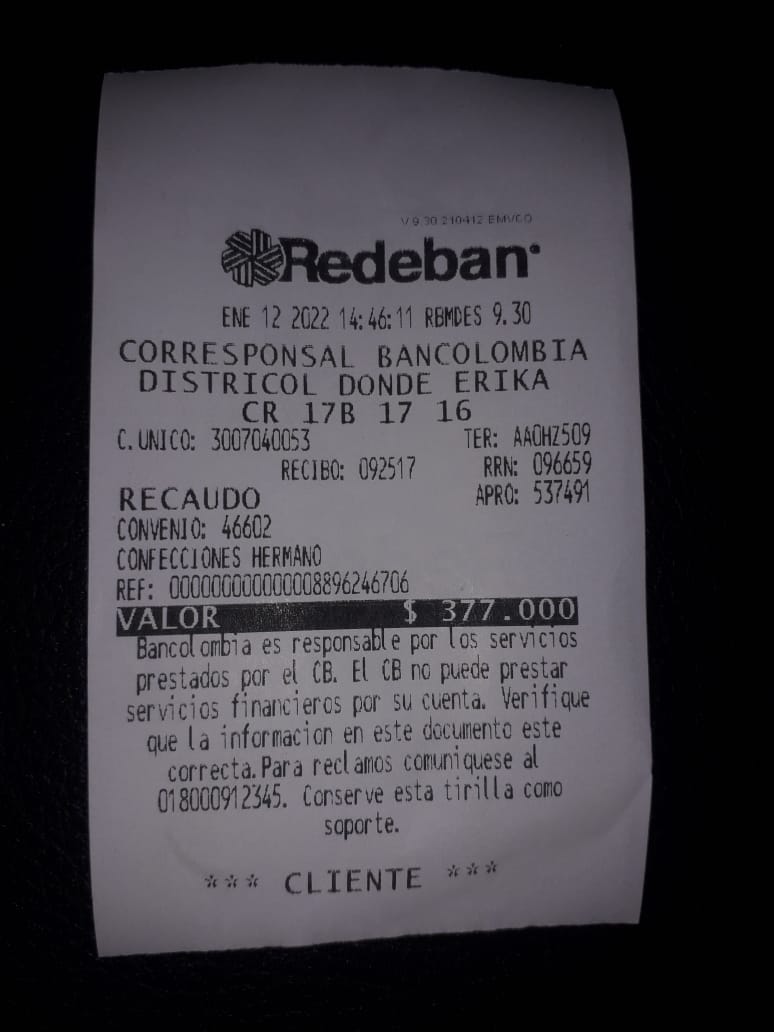 V 9.30 210412 EMVCO
Redeban
ENE 12 2022 14:46:11 RBMDES 9.30
CORRESPONSAL BANCOLOMBIA
DISTRICOL DONDE ERIKA
CR 17B 17 16
C.UNICO: 3007040053 TER: AAOHZ509
RECIBO: 092517 RRN: 096659
RECAUDO APRO: 537491
CONVENIO: 46602
CONFECCIONES HERMANO
REF: 000000000000008896246706
VALOR $ 377.000
Bancolombia es responsable por los servicios
prestados por el CB. El CB no puede prestar
servicios financieros por su cuenta. Verifique
que la informacion en este documento este
correcta.Para reclamos comuniquese al
018000912345. Conserve esta tirilla como
soporte.
*** CLIENTE ***